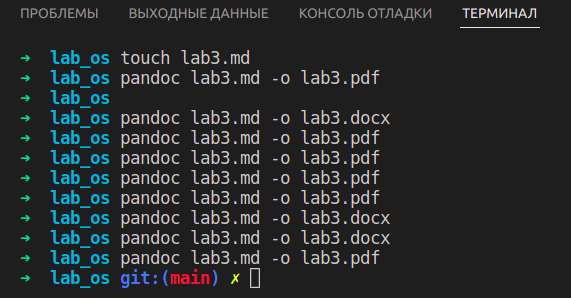 ПРОБЛЕМЫ ВЫХОДНЫЕ ДАННЫЕ КОНСОЛЬ ОТЛАДКИ ТЕРМИНАЛ
➜ lab_os touch lab3.md
➜ lab_os pandoc lab3.md -o lab3.pdf
➜ lab_os
➜ lab_os pandoc lab3.md -o lab3.docx
➜ lab_os pandoc lab3.md -o lab3.pdf
➜ lab_os pandoc lab3.md -o lab3.pdf
➜ lab_os pandoc lab3.md -o lab3.pdf
➜ lab_os pandoc lab3.md -o lab3.pdf
➜ lab_os pandoc lab3.md -o lab3.docx
➜ lab_os pandoc lab3.md -o lab3.docx
➜ lab_os pandoc lab3.md -o lab3.pdf
➜ lab_os git:(main) ✗